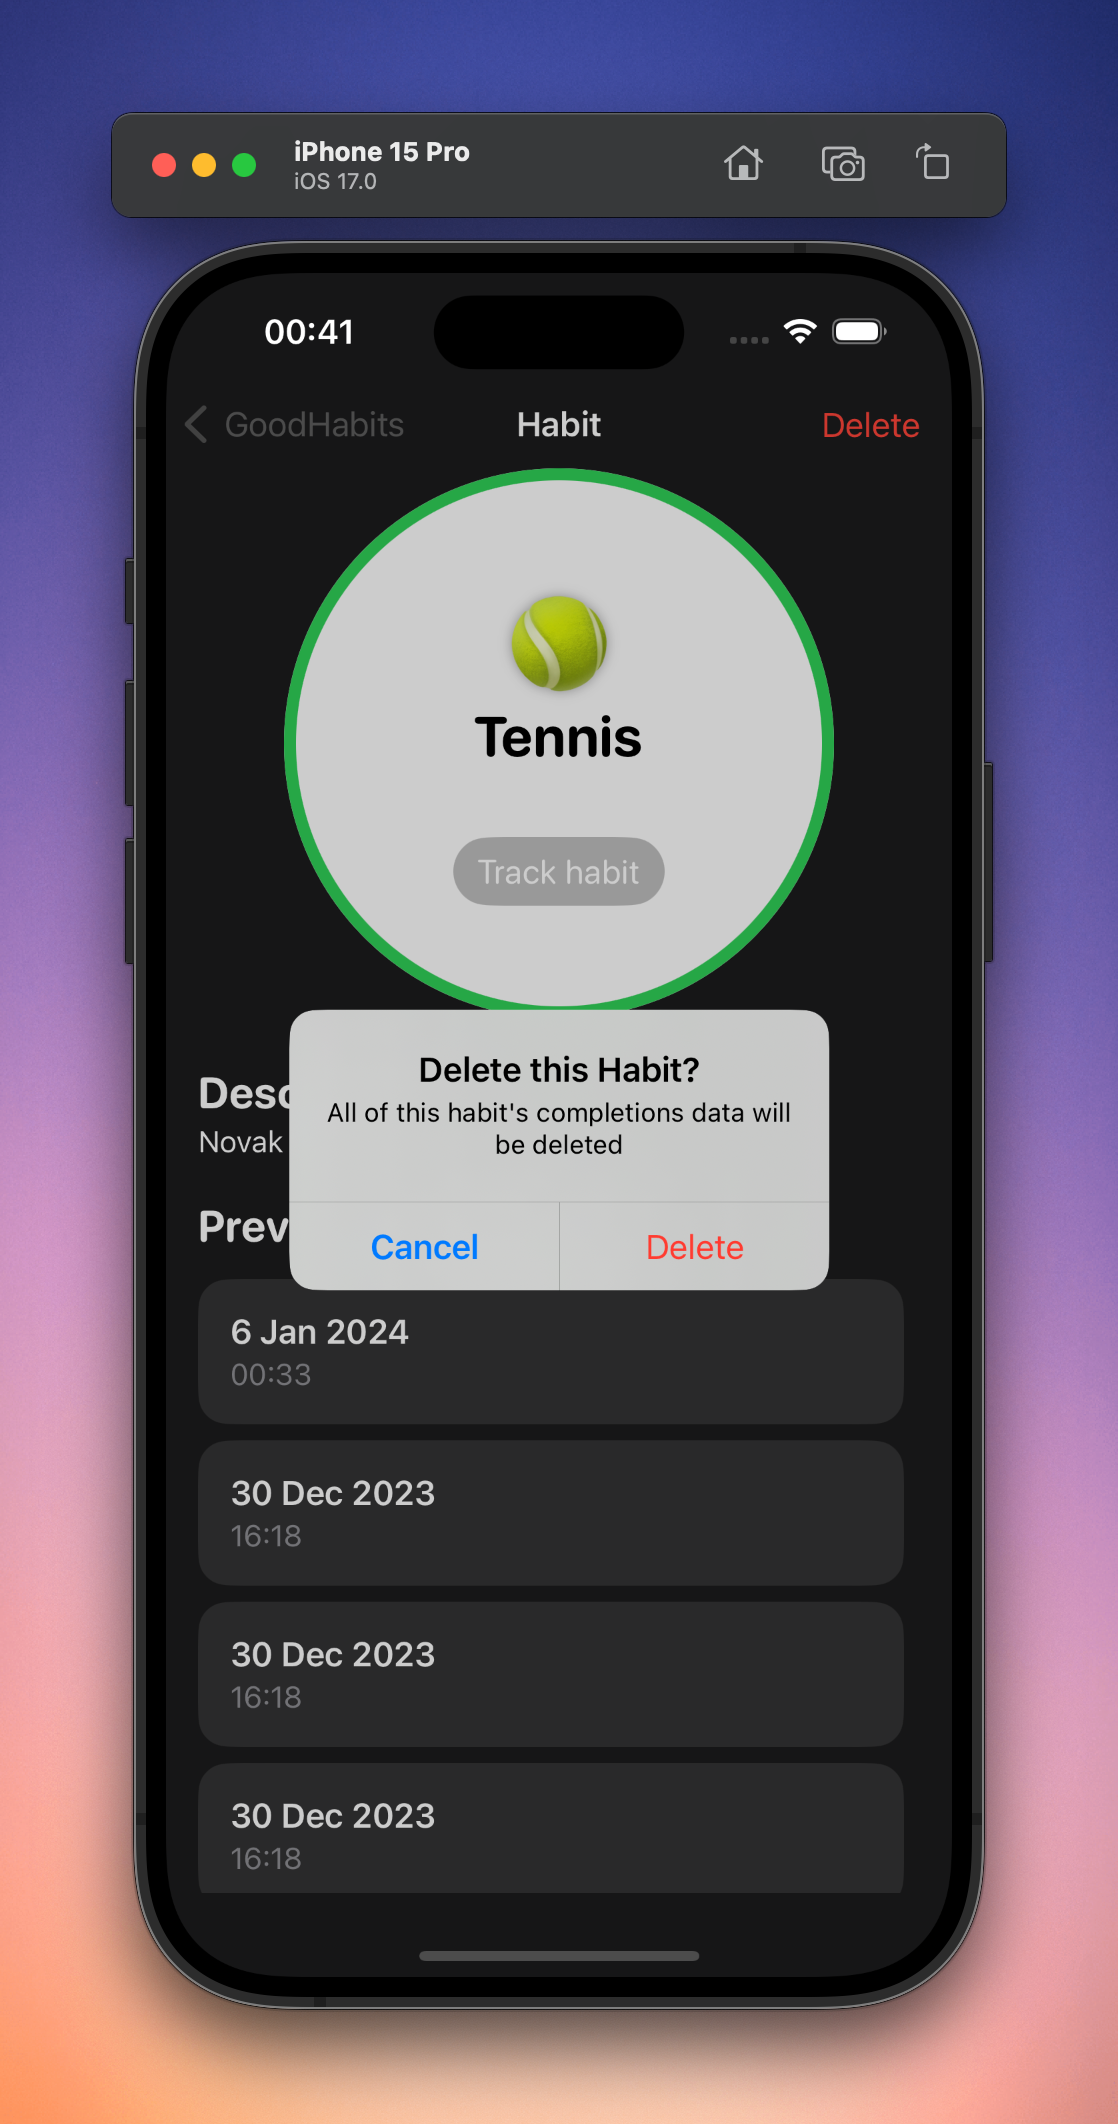 iPhone 15 Pro
iOS 17.0
00:41
GoodHabits
Habit
Delete
Tennis
Track habit
Delete this Habit?
All of this habit's completions data will
be deleted
Cancel
Delete
Novak
6 Jan 2024
00:33
30 Dec 2023
16:18
30 Dec 2023
16:18
30 Dec 2023
16:18